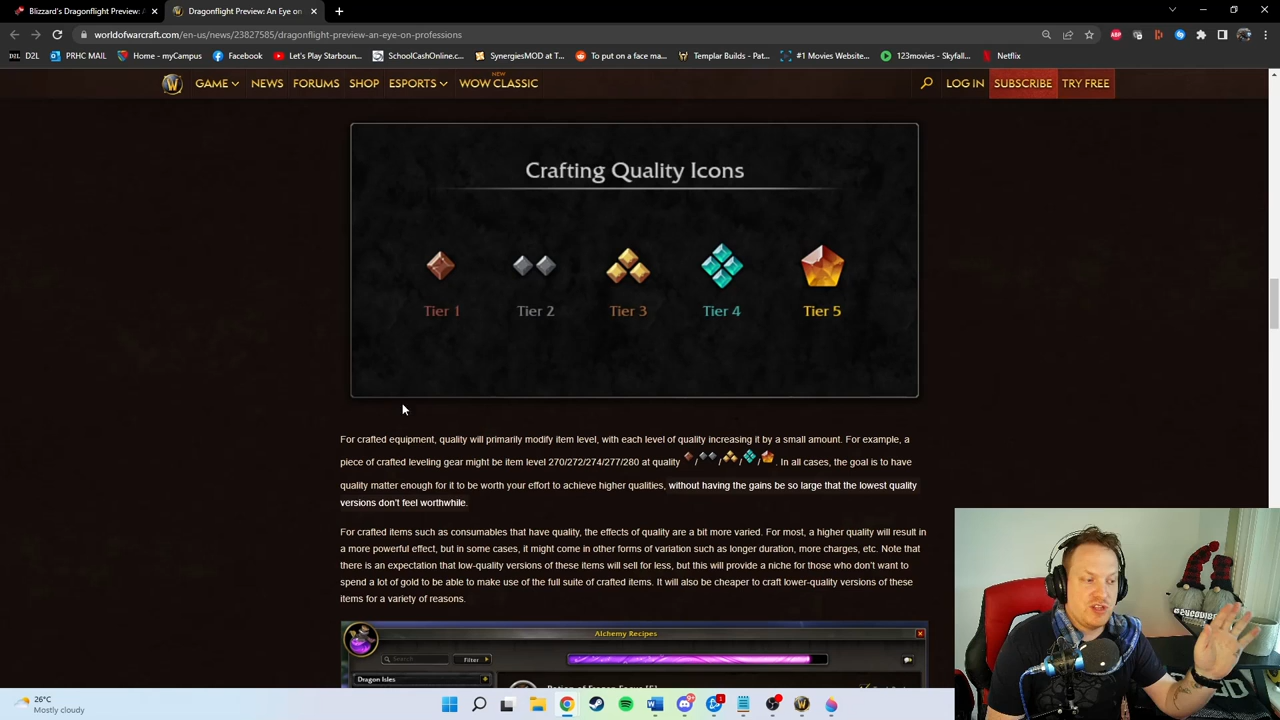 Blizzard's Dragonflight Preview: A
Dragonflight Preview: An Eye on
worldofwarcraft.com/en-us/news/23827585/dragonflight-preview-an-eye-on-professions
D2L PRHC MAIL Home - myCampus Facebook Let's Play Starboun... SchoolCashOnline.c... SynergiesMOD at T... To put on a face ma... Templar Builds - Pat... #1 Movies Website... 123movies - Skyfall... Netflix
GAME NEWS FORUMS SHOP ESPORTS WOW CLASSIC NEW LOG IN SUBSCRIBE TRY FREE
Crafting Quality Icons
Tier 1 Tier 2 Tier 3 Tier 4 Tier 5
For crafted equipment, quality will primarily modify item level, with each level of quality increasing it by a small amount. For example, a
piece of crafted leveling gear might be item level 270/272/274/277/280 at quality / / / / . In all cases, the goal is to have
quality matter enough for it to be worth your effort to achieve higher qualities, without having the gains be so large that the lowest quality
versions don't feel worthwhile.
For crafted items such as consumables that have quality, the effects of quality are a bit more varied. For most, a higher quality will result in
a more powerful effect, but in some cases, it might come in other forms of variation such as longer duration, more charges, etc. Note that
there is an expectation that low-quality versions of these items will sell for less, but this will provide a niche for those who don't want to
spend a lot of gold to be able to make use of the full suite of crafted items. It will also be cheaper to craft lower-quality versions of these
items for a variety of reasons.
Alchemy Recipes
Search Filter
Dragon Isles
26°C
Mostly cloudy